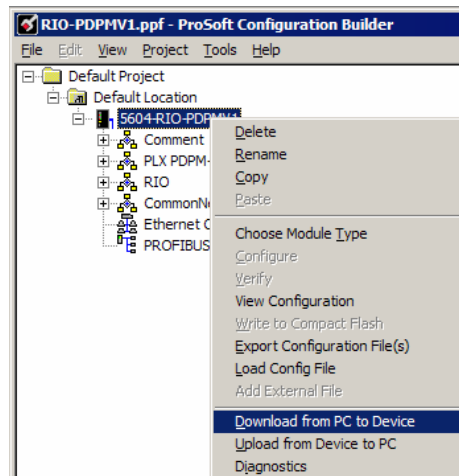 RIO-PDPMV1.ppf - ProSoft Configuration Builder
File Edit View Project Tools Help
Default Project
Default Location
5604-RIO-PDPMV1
Comment
PLX PDPM-
RIO
CommonNe
Ethernet C
PROFIBUS
Delete
Rename
Copy
Paste
Choose Module Type
Configure
Verify
View Configuration
Write to Compact Flash
Export Configuration File(s)
Load Config File
Add External File
Download from PC to Device
Upload from Device to PC
Diagnostics